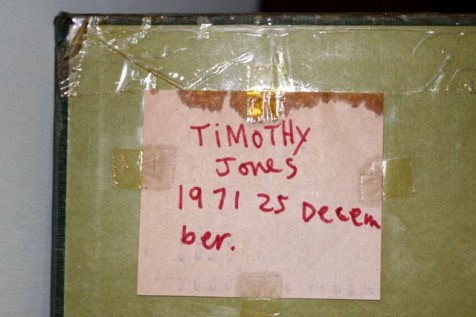 TiMOTHY
Jones
1971 25 Decem
ber.